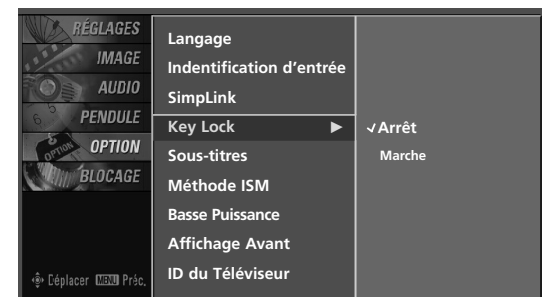 RÉGLAGES
IMAGE
AUDIO
PENDULE
OPTION
BLOCAGE
Déplacer MENU Préc.
Langage
Indentification d'entrée
SimpLink
Key Lock ▶
Sous-titres
Méthode ISM
Basse Puissance
Affichage Avant
ID du Téléviseur
✓Arrêt
Marche